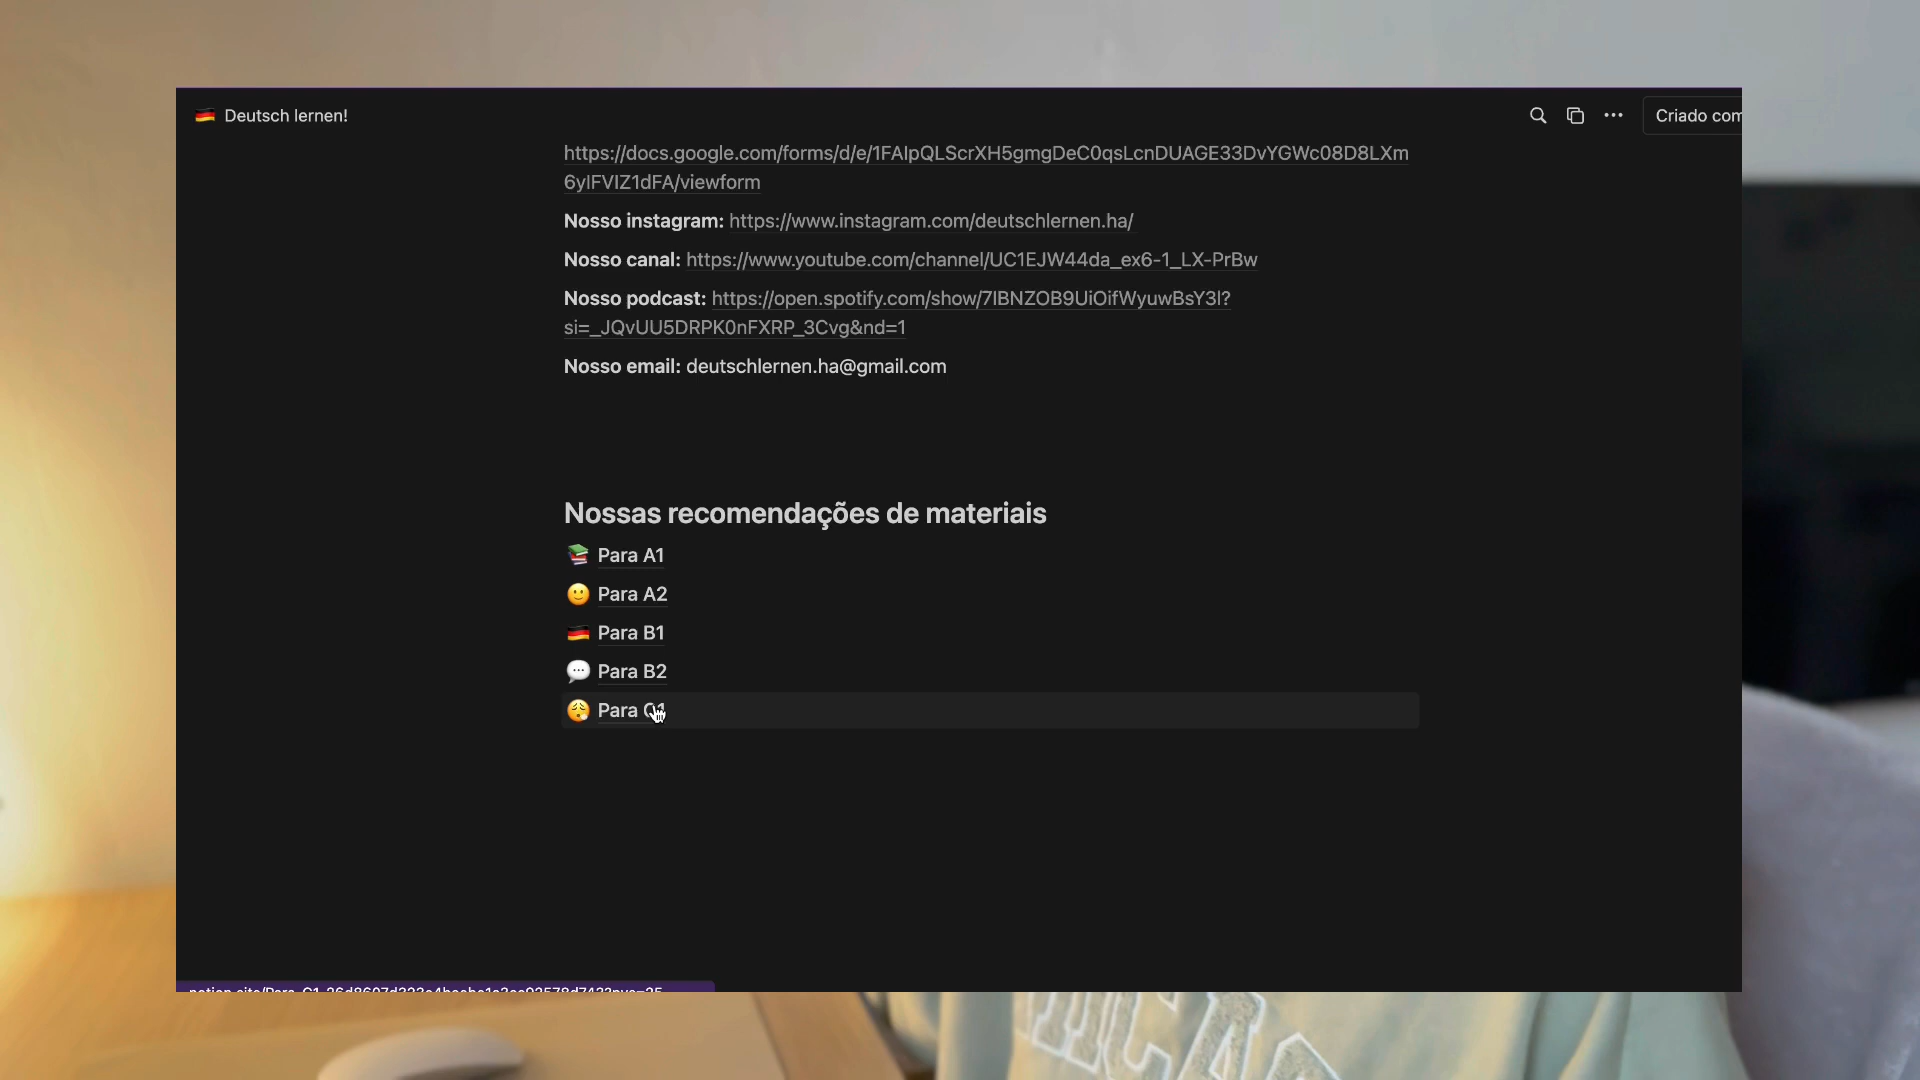 Deutsch lernen!
Criado com
https://docs.google.com/forms/d/e/1FAIpQLScrXH5gmgDeC0qsLcnDUAGE33DvYGWc08D8LXm
6ylFVIZ1dFA/viewform
Nosso instagram: https://www.instagram.com/deutschlernen.ha/
Nosso canal: https://www.youtube.com/channel/UC1EJW44da_ex6-1_LX-PrBw
Nosso podcast: https://open.spotify.com/show/7IBNZOB9UiOifWyuwBsY3I?
si=_JQvUU5DRPK0nFXRP_3Cvg&nd=1
Nosso email: deutschlernen.ha@gmail.com
Nossas recomendações de materiais
Para A1
Para A2
Para B1
Para B2
Para C1